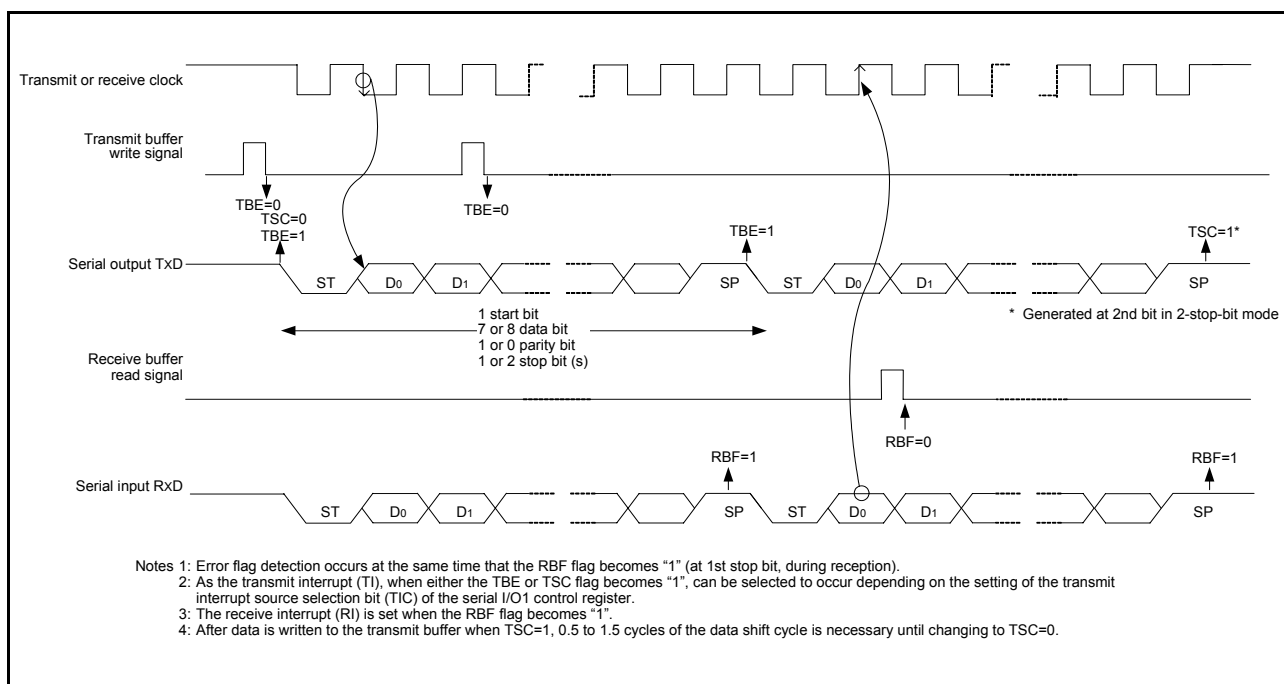 Transmit or receive clock
Transmit buffer
write signal
TBE=0
TSC=0
TBE=1
TBE=0
TBE=1
TSC=1*
Serial output TxD
ST
D0
D1
SP
ST
D0
D1
SP
1 start bit
7 or 8 data bit
1 or 0 parity bit
1 or 2 stop bit (s)
* Generated at 2nd bit in 2-stop-bit mode
Receive buffer
read signal
RBF=0
RBF=1
RBF=1
Serial input RxD
ST
D0
D1
SP
ST
D0
D1
SP
Notes 1: Error flag detection occurs at the same time that the RBF flag becomes “1” (at 1st stop bit, during reception).
2: As the transmit interrupt (TI), when either the TBE or TSC flag becomes “1”, can be selected to occur depending on the setting of the transmit
interrupt source selection bit (TIC) of the serial I/O1 control register.
3: The receive interrupt (RI) is set when the RBF flag becomes “1”.
4: After data is written to the transmit buffer when TSC=1, 0.5 to 1.5 cycles of the data shift cycle is necessary until changing to TSC=0.